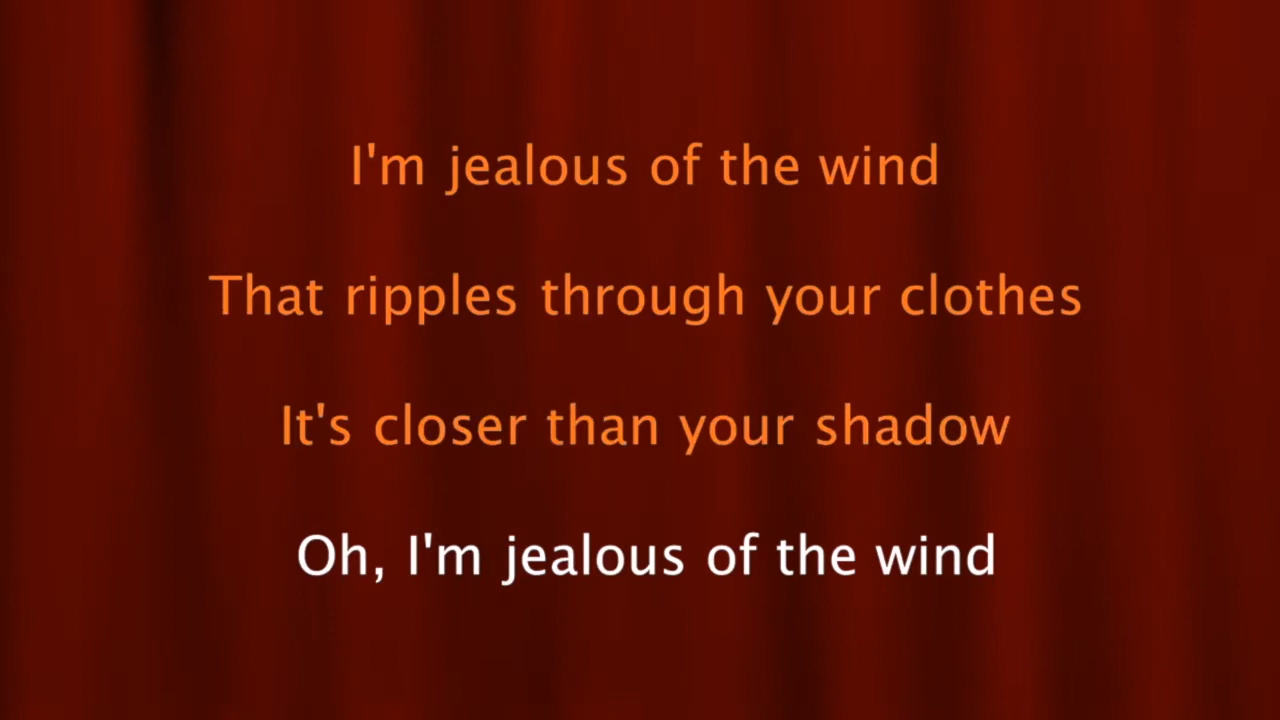 I'm jealous of the wind
That ripples through your clothes
It's closer than your shadow
Oh, I'm jealous of the wind